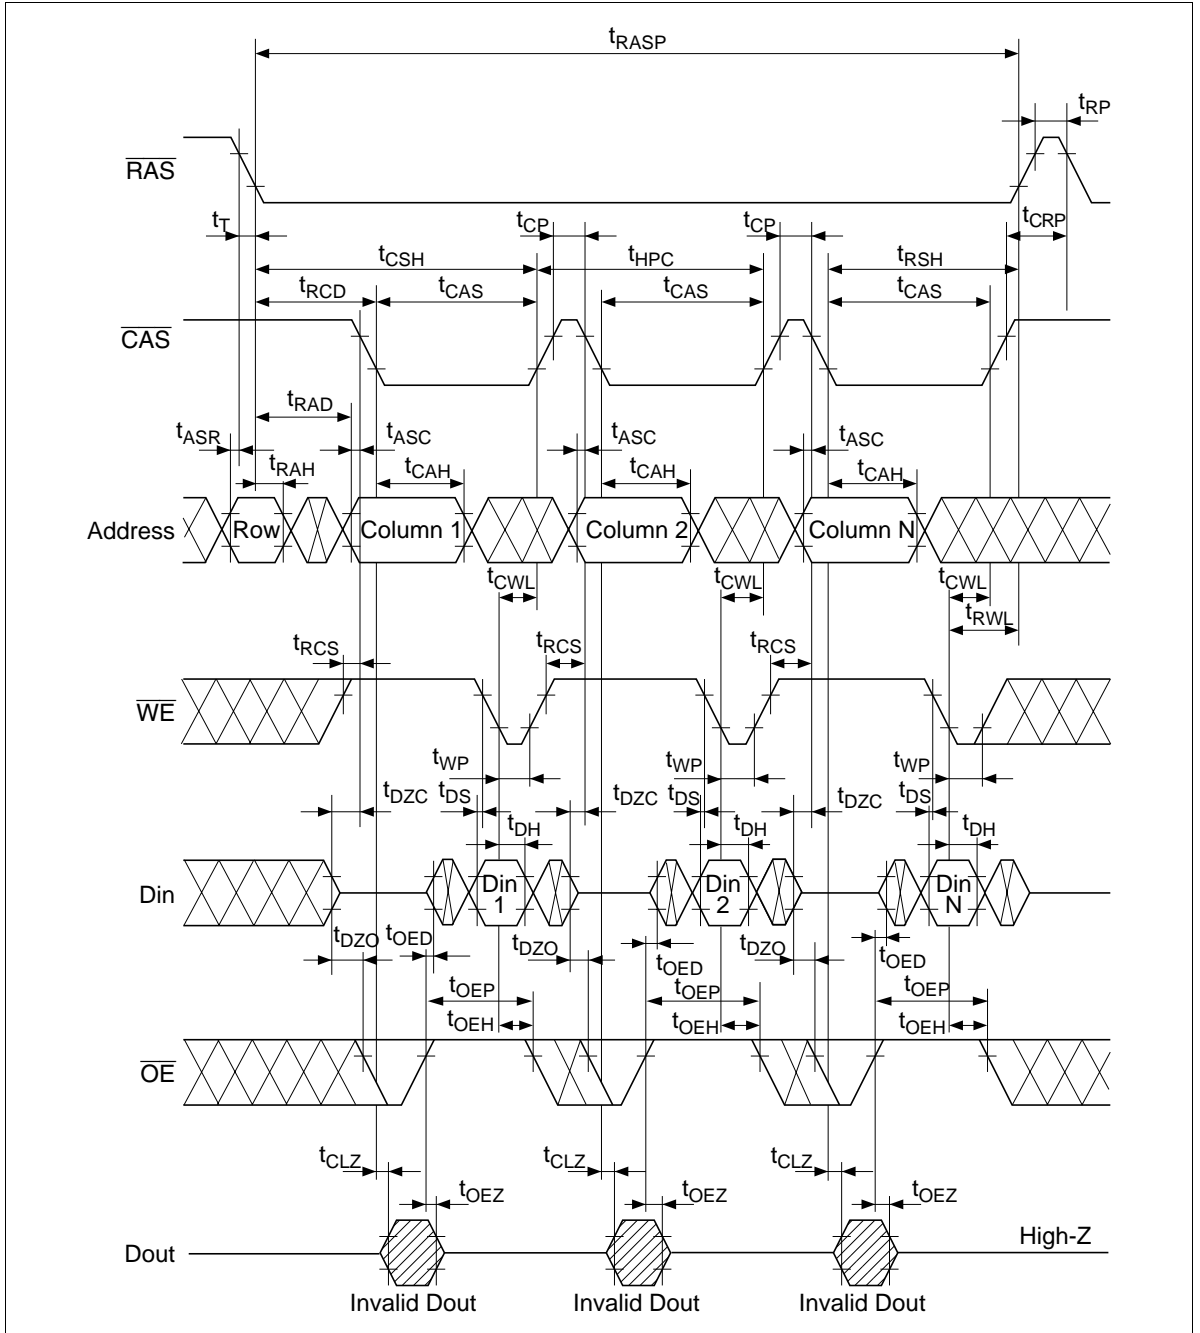 tRASP
tRP
RAS
tT tCP tCP tCRP
tCSH tHPC tRSH
tRCD tCAS tCAS tCAS
CAS
tRAD
tASR tASC tASC tASC
tRAH tCAH tCAH tCAH
Address Row Column 1 Column 2 Column N
tCWL tCWL tCWL
tRWL
tRCS tRCS tRCS
WE
tWP tWP tWP
tDZC tDS tDZC tDS tDZC tDS
tDH tDH tDH
Din Din 1 Din 2 Din N
tDZO tOED tDZO tOED tDZO tOED
tOEP tOEP tOEP
tOEH tOEH tOEH
OE
tCLZ tCLZ tCLZ
tOEZ tOEZ tOEZ
Dout High-Z
Invalid Dout Invalid Dout Invalid Dout